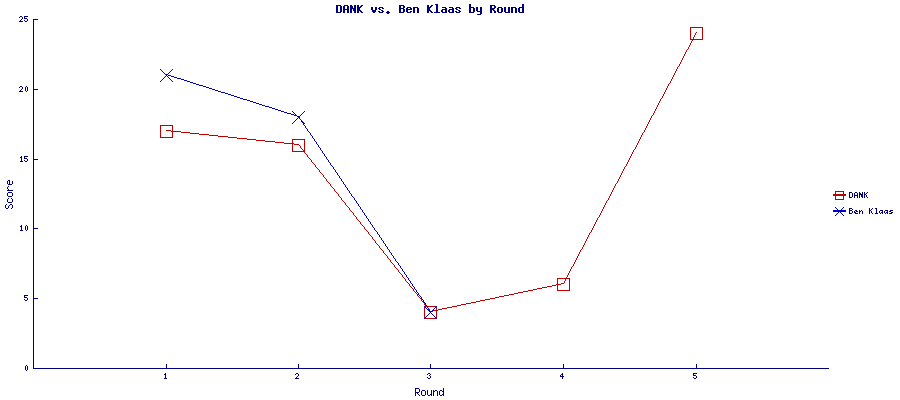 DANK vs. Ben Klaas by Round
25
20
15
10
5
0
Score
1 2 3 4 5
Round
DANK
Ben Klaas